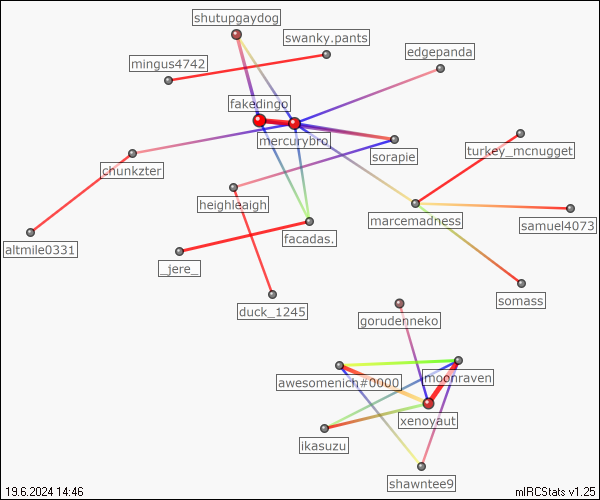 shutupgaydog
swanky.pants
edgepanda
mingus4742
fakedingo
mercurybro
turkey_mcnugget
sorapie
chunkzter
heighleaigh
marcemadness
samuel4073
facadas.
altmile0331
_jere_
somass
duck_1245
gorudenneko
moonraven
awesomenich#0000
xenoyaut
ikasuzu
shawntee9
19.6.2024 14:46
mIRCStats v1.25